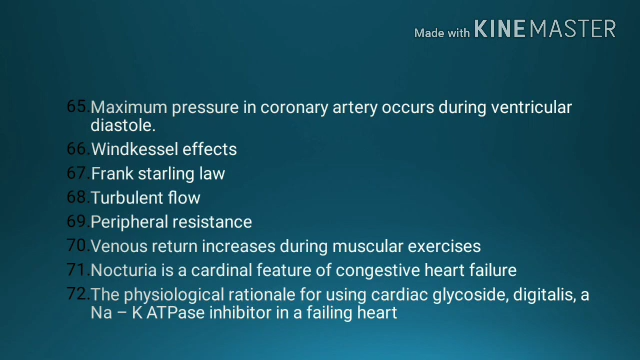 Made with KINEMASTER
65. Maximum pressure in coronary artery occurs during ventricular
diastole.
66. Windkessel effects
67. Frank starling law
68. Turbulent flow
69. Peripheral resistance
70. Venous return increases during muscular exercises
71. Nocturia is a cardinal feature of congestive heart failure
72. The physiological rationale for using cardiac glycoside, digitalis, a
Na – K ATPase inhibitor in a failing heart